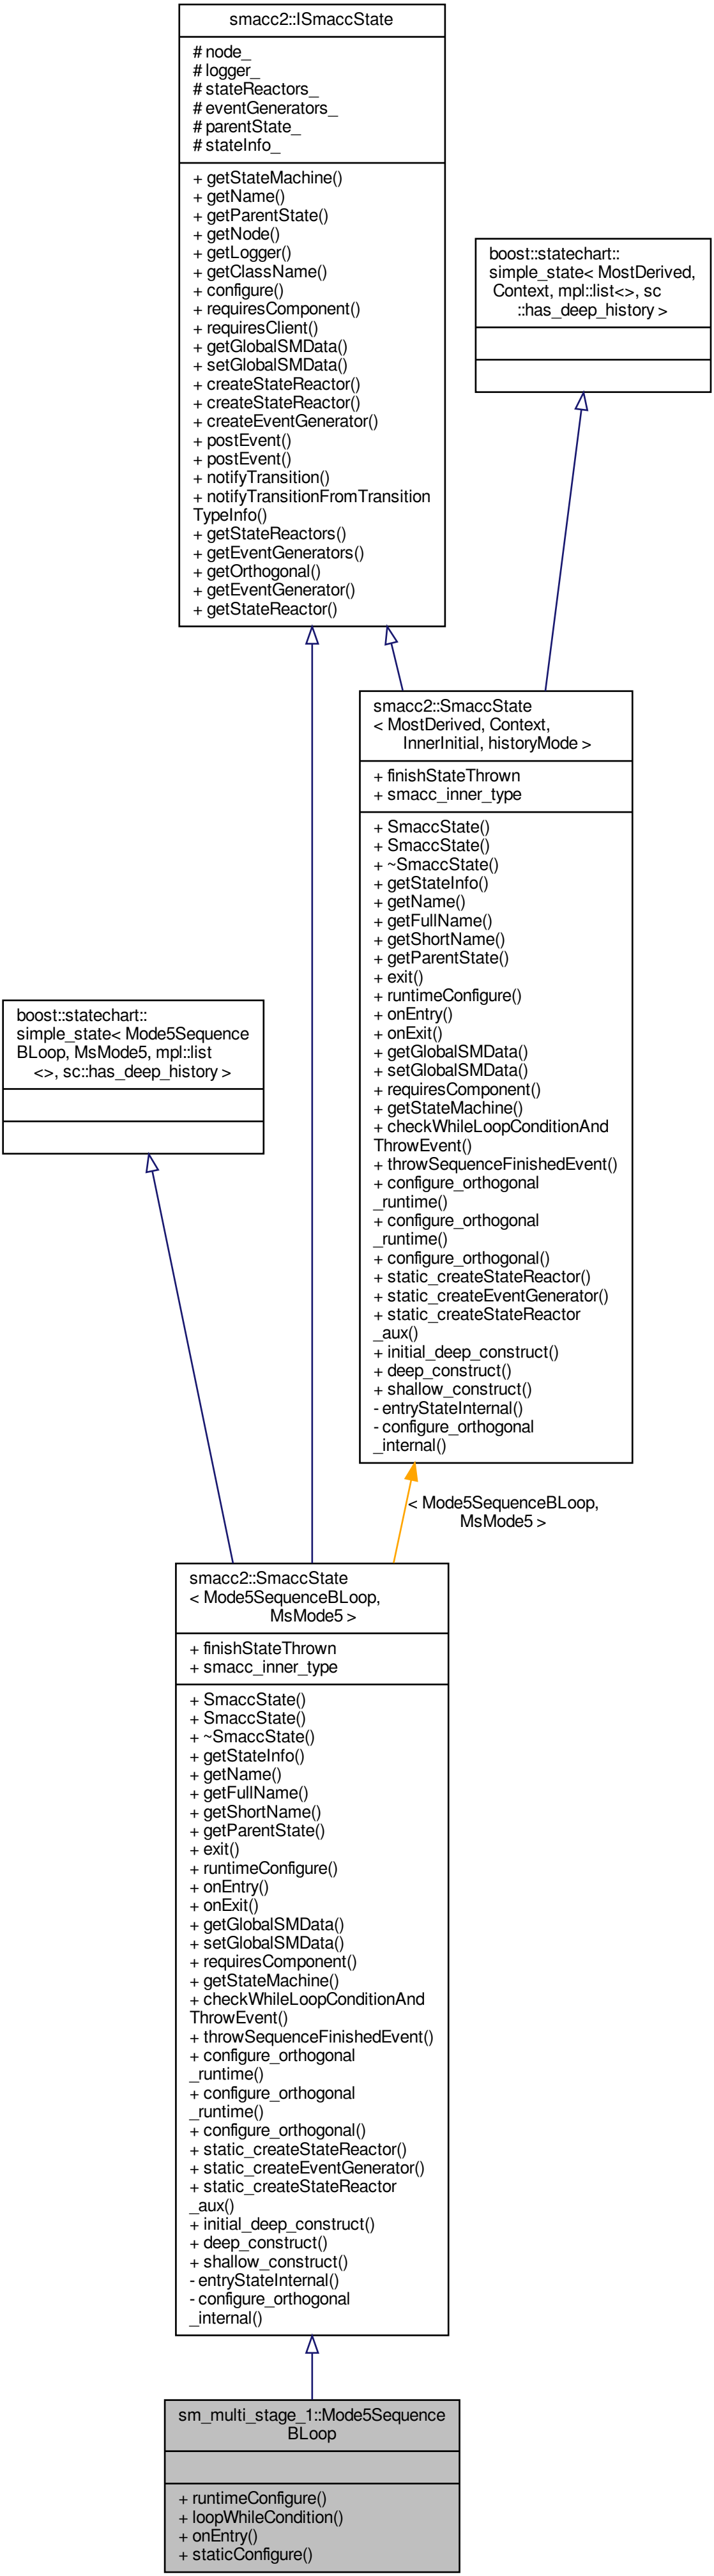 smacc2::ISmaccState
# node_
# logger_
# stateReactors_
# eventGenerators_
# parentState_
# stateInfo_
+ getStateMachine()
+ getName()
+ getParentState()
+ getNode()
+ getLogger()
+ getClassName()
+ configure()
+ requiresComponent()
+ requiresClient()
+ getGlobalSMData()
+ setGlobalSMData()
+ createStateReactor()
+ createStateReactor()
+ createEventGenerator()
+ postEvent()
+ postEvent()
+ notifyTransition()
+ notifyTransitionFromTransition
TypeInfo()
+ getStateReactors()
+ getEventGenerators()
+ getOrthogonal()
+ getEventGenerator()
+ getStateReactor()
boost::statechart::
simple_state< MostDerived,
Context, mpl::list<>, sc
::has_deep_history >
smacc2::SmaccState
< MostDerived, Context,
InnerInitial, historyMode >
+ finishStateThrown
+ smacc_inner_type
+ SmaccState()
+ SmaccState()
+ ~SmaccState()
+ getStateInfo()
+ getName()
+ getFullName()
+ getShortName()
+ getParentState()
+ exit()
+ runtimeConfigure()
+ onEntry()
+ onExit()
+ getGlobalSMData()
+ setGlobalSMData()
+ requiresComponent()
+ getStateMachine()
+ checkWhileLoopConditionAnd
ThrowEvent()
+ throwSequenceFinishedEvent()
+ configure_orthogonal
_runtime()
+ configure_orthogonal
_runtime()
+ configure_orthogonal()
+ static_createStateReactor()
+ static_createEventGenerator()
+ static_createStateReactor
_aux()
+ initial_deep_construct()
+ deep_construct()
+ shallow_construct()
- entryStateInternal()
- configure_orthogonal
_internal()
boost::statechart::
simple_state< Mode5Sequence
BLoop, MsMode5, mpl::list
<>, sc::has_deep_history >
< Mode5SequenceBLoop,
MsMode5 >
smacc2::SmaccState
< Mode5SequenceBLoop,
MsMode5 >
+ finishStateThrown
+ smacc_inner_type
+ SmaccState()
+ SmaccState()
+ ~SmaccState()
+ getStateInfo()
+ getName()
+ getFullName()
+ getShortName()
+ getParentState()
+ exit()
+ runtimeConfigure()
+ onEntry()
+ onExit()
+ getGlobalSMData()
+ setGlobalSMData()
+ requiresComponent()
+ getStateMachine()
+ checkWhileLoopConditionAnd
ThrowEvent()
+ throwSequenceFinishedEvent()
+ configure_orthogonal
_runtime()
+ configure_orthogonal
_runtime()
+ configure_orthogonal()
+ static_createStateReactor()
+ static_createEventGenerator()
+ static_createStateReactor
_aux()
+ initial_deep_construct()
+ deep_construct()
+ shallow_construct()
- entryStateInternal()
- configure_orthogonal
_internal()
sm_multi_stage_1::Mode5Sequence
BLoop
+ runtimeConfigure()
+ loopWhileCondition()
+ onEntry()
+ staticConfigure()